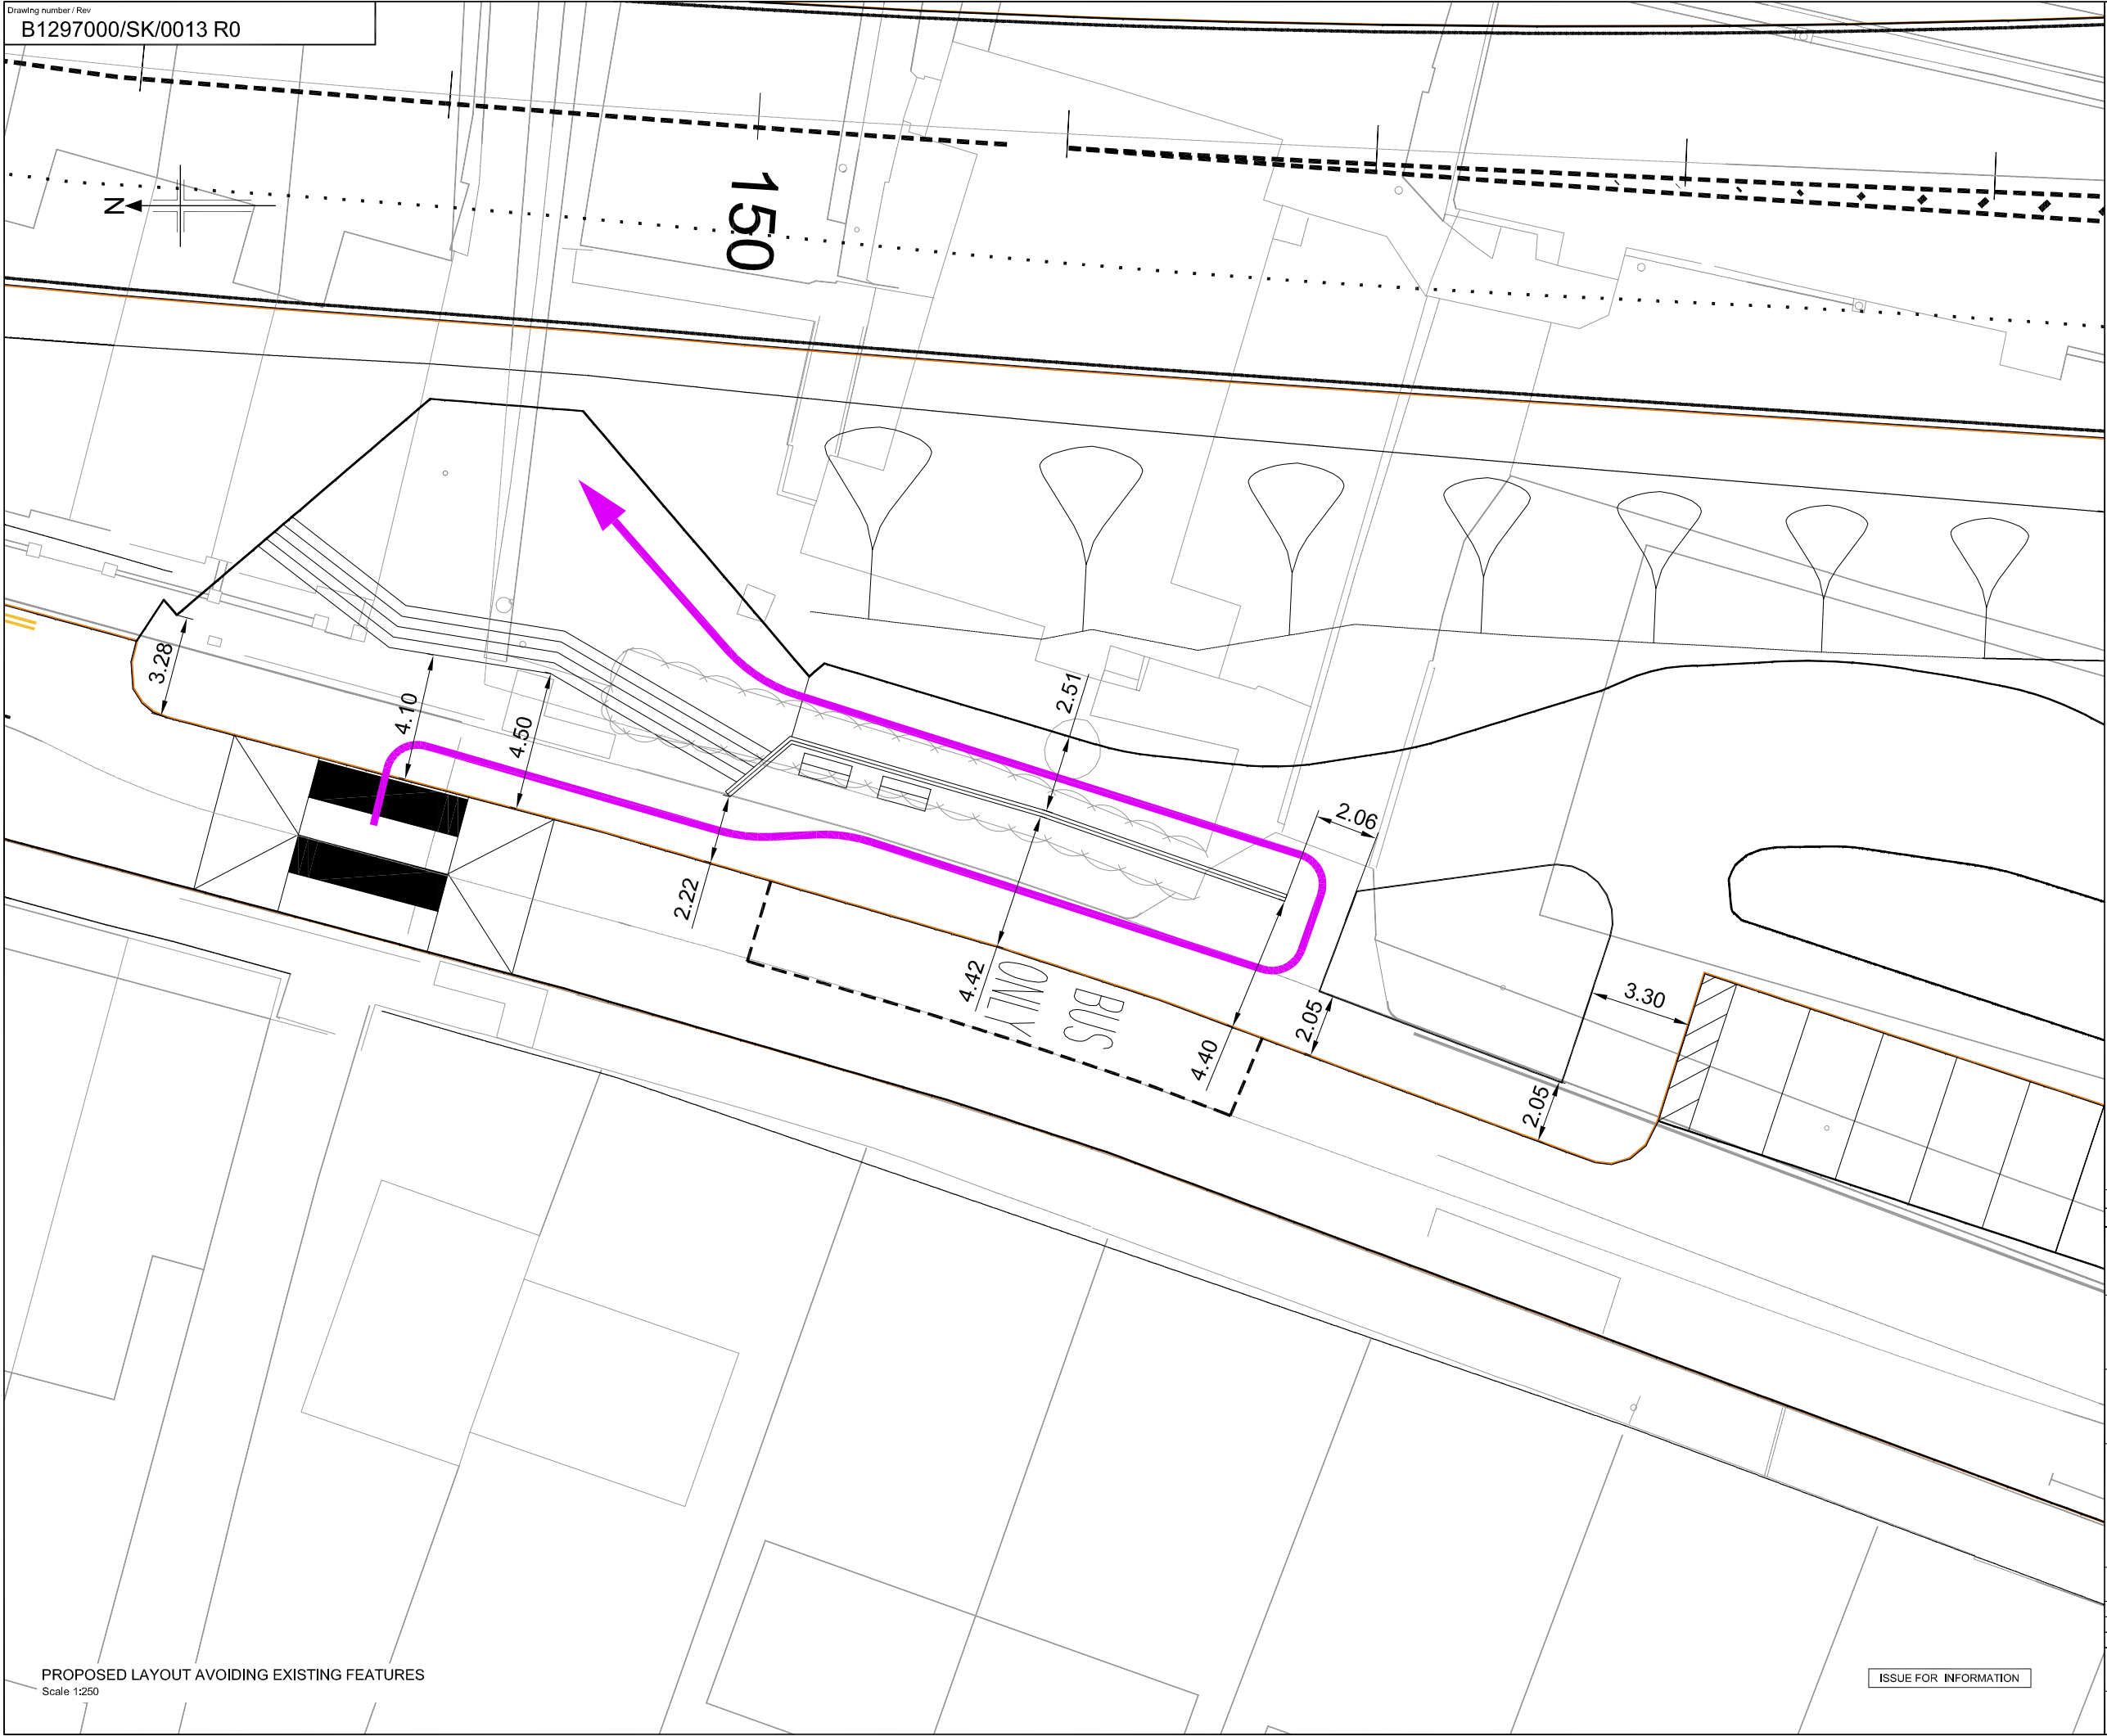 Drawing number / Rev
B1297000/SK/0013 R0
N
150
3.28
4.10
4.50
2.51
2.06
2.22
4.42
BUS
ONLY
4.40
2.05
3.30
2.05
PROPOSED LAYOUT AVOIDING EXISTING FEATURES
Scale 1:250
ISSUE FOR INFORMATION